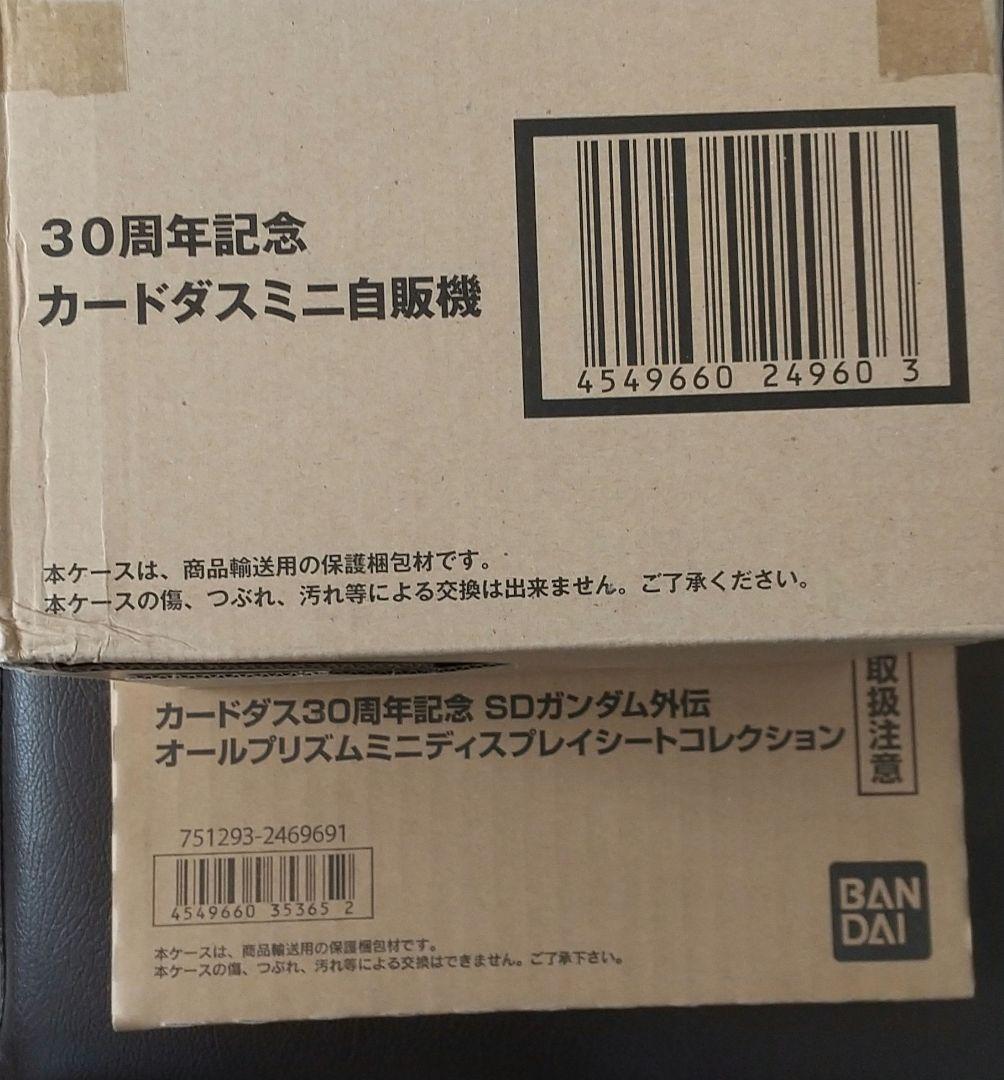 30周年記念
カードダスミニ自販機
4549660 24960 3
本ケースは、商品輸送用の保護梱包材です。
本ケースの傷、つぶれ、汚れ等による交換は出来ません。ご了承ください。
取扱注意
カードダス30周年記念 SDガンダム外伝
オールプリズムミニディスプレイシートコレクション
751293-2469691
4549660 35365 2
BAN
DAI
本ケースは、商品輸送用の保護梱包材です。
本ケースの傷、つぶれ、汚れ等による交換はできません。ご了承下さい。